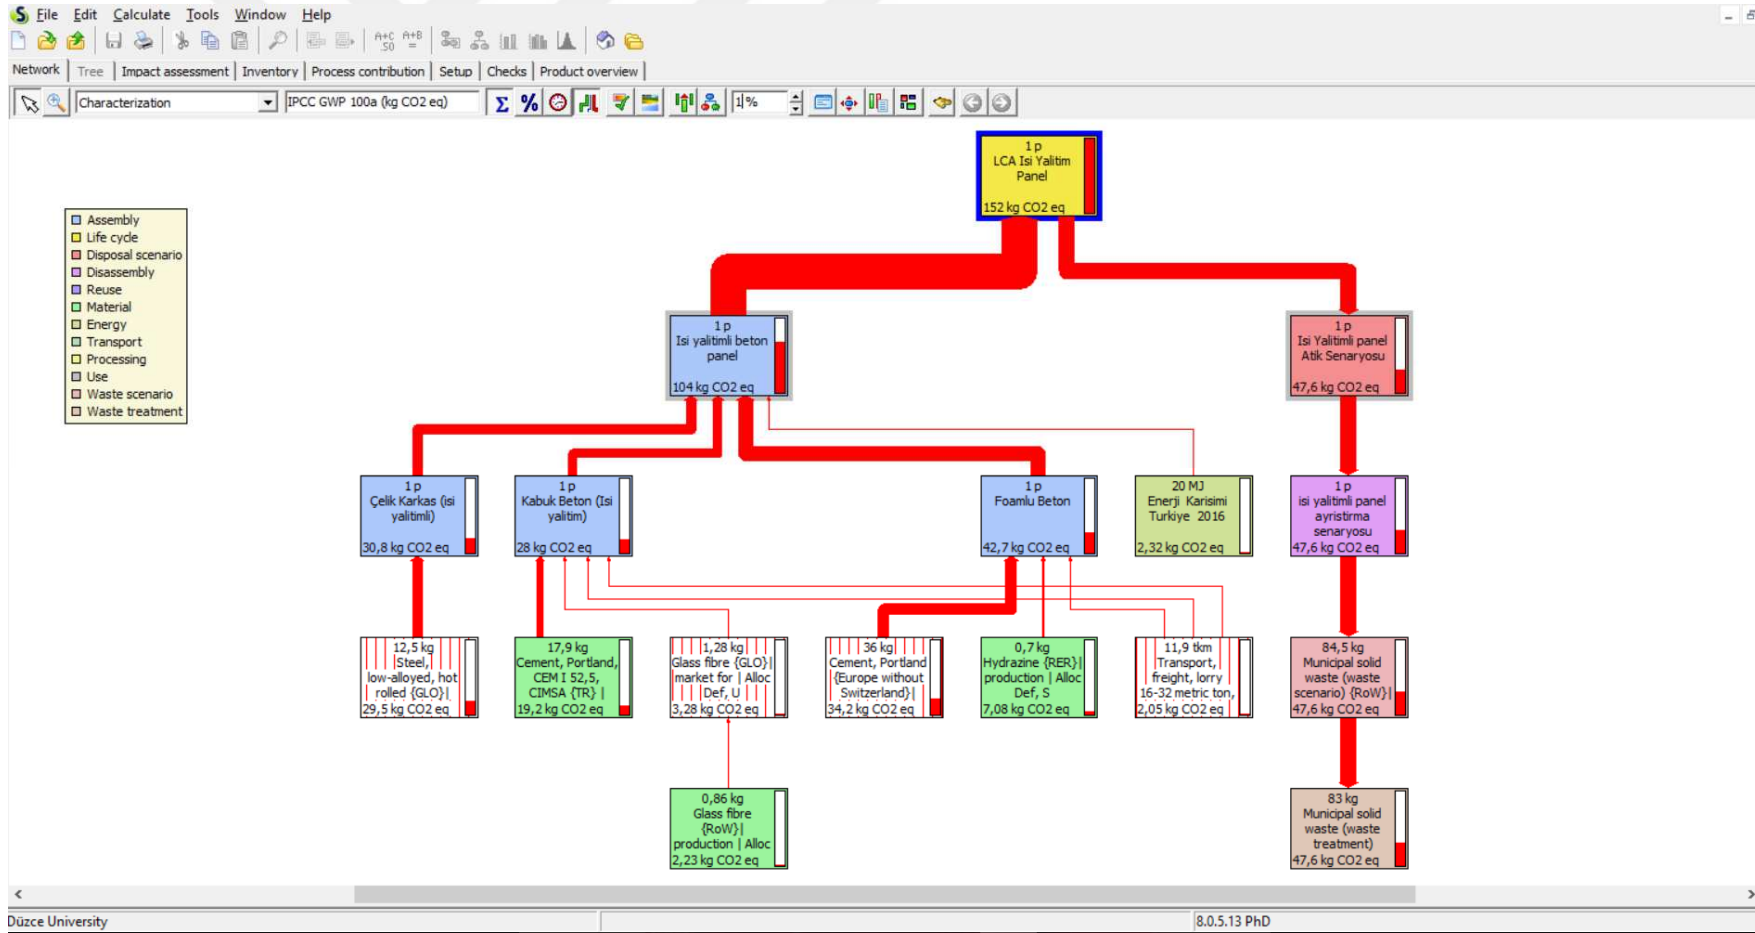 File Edit Calculate Tools Window Help
A+C
.50
A+B
=
Network Tree Impact assessment Inventory Process contribution Setup Checks Product overview
Characterization IPCC GWP 100a (kg CO2 eq) Σ % 1%
Assembly
Life cycle
Disposal scenario
Disassembly
Reuse
Material
Energy
Transport
Processing
Use
Waste scenario
Waste treatment
1 p
LCA Isi Yalitim
Panel
152 kg CO2 eq
1 p
Isi yalitimli beton
panel
104 kg CO2 eq
1 p
Isi Yalitimli panel
Atik Senaryosu
47,6 kg CO2 eq
1 p
Çelik Karkas (isi
yalitimli)
30,8 kg CO2 eq
1 p
Kabuk Beton (Isi
yalitim)
28 kg CO2 eq
1 p
Foamlu Beton
42,7 kg CO2 eq
20 MJ
Enerji Karisimi
Turkiye 2016
2,32 kg CO2 eq
1 p
isi yalitimli panel
ayristirma
senaryosu
47,6 kg CO2 eq
12,5 kg
Steel,
low-alloyed, hot
rolled {GLO}|
29,5 kg CO2 eq
17,9 kg
Cement, Portland,
CEM I 52,5,
CIMSA {TR} |
19,2 kg CO2 eq
1,28 kg
Glass fibre {GLO}|
market for | Alloc
Def, U
3,28 kg CO2 eq
36 kg
Cement, Portland
{Europe without
Switzerland}|
34,2 kg CO2 eq
0,7 kg
Hydrazine {RER}|
production | Alloc
Def, S
7,08 kg CO2 eq
11,9 tkm
Transport,
freight, lorry
16-32 metric ton,
2,05 kg CO2 eq
84,5 kg
Municipal solid
waste (waste
scenario) {RoW}|
47,6 kg CO2 eq
0,86 kg
Glass fibre
{RoW}|
production | Alloc
2,23 kg CO2 eq
83 kg
Municipal solid
waste (waste
treatment)
47,6 kg CO2 eq
Düzce University 8.0.5.13 PhD